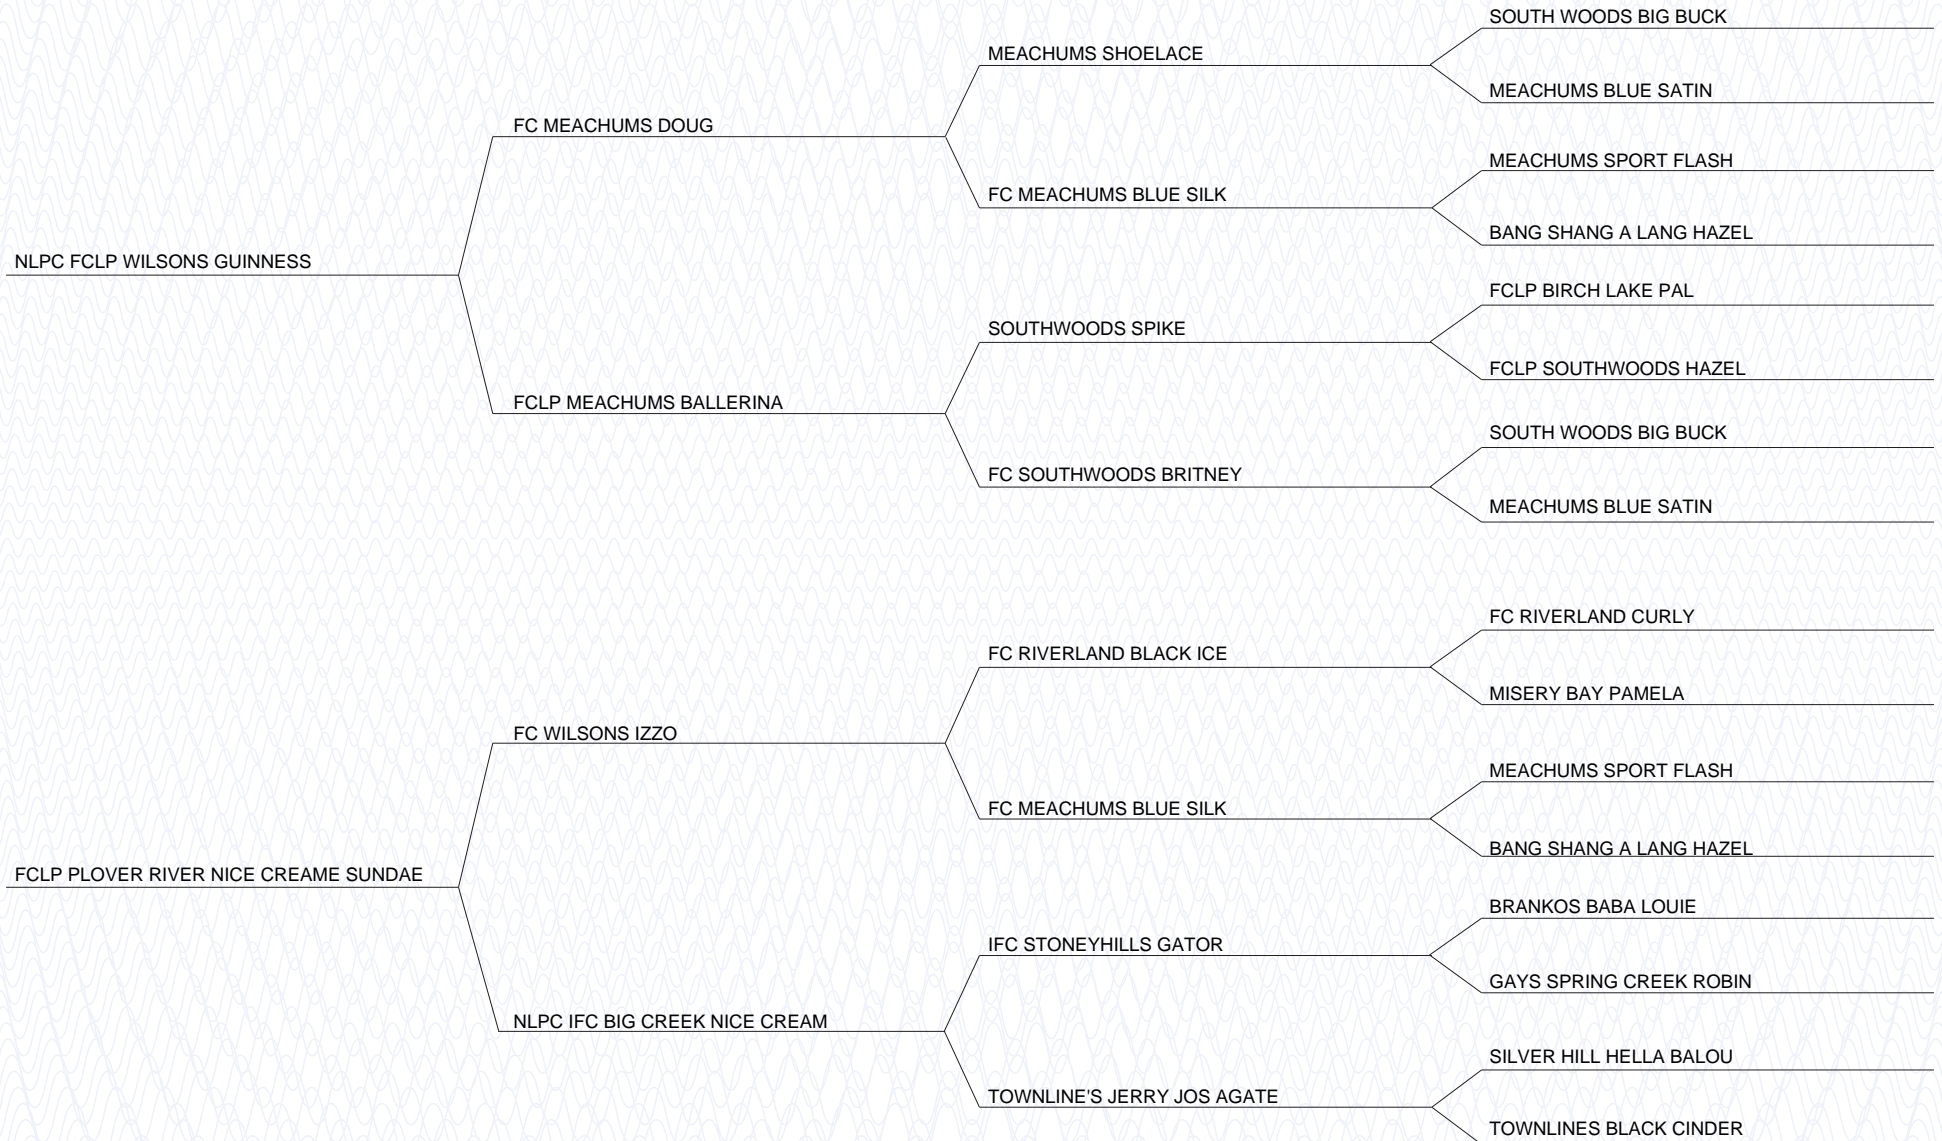 SOUTH WOODS BIG BUCK
MEACHUMS SHOELACE
MEACHUMS BLUE SATIN
FC MEACHUMS DOUG
MEACHUMS SPORT FLASH
FC MEACHUMS BLUE SILK
BANG SHANG A LANG HAZEL
NLPC FCLP WILSONS GUINNESS
FCLP BIRCH LAKE PAL
SOUTHWOODS SPIKE
FCLP SOUTHWOODS HAZEL
FCLP MEACHUMS BALLERINA
SOUTH WOODS BIG BUCK
FC SOUTHWOODS BRITNEY
MEACHUMS BLUE SATIN
FC RIVERLAND CURLY
FC RIVERLAND BLACK ICE
MISERY BAY PAMELA
FC WILSONS IZZO
MEACHUMS SPORT FLASH
FC MEACHUMS BLUE SILK
BANG SHANG A LANG HAZEL
FCLP PLOVER RIVER NICE CREAME SUNDAE
BRANKOS BABA LOUIE
IFC STONEYHILLS GATOR
GAYS SPRING CREEK ROBIN
NLPC IFC BIG CREEK NICE CREAM
SILVER HILL HELLA BALOU
TOWNLINE'S JERRY JOS AGATE
TOWNLINES BLACK CINDER